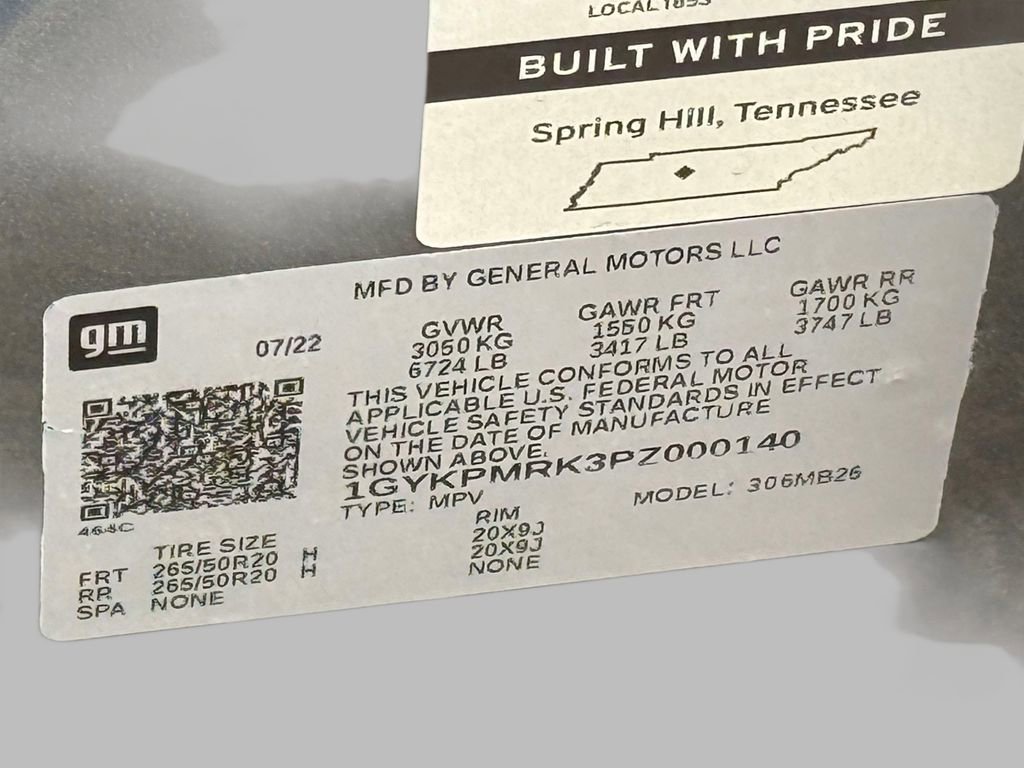 LOCAL 1853
BUILT WITH PRIDE
Spring Hill, Tennessee
MFD BY GENERAL MOTORS LLC
gm
07/22
GVWR
3050 KG
6724 LB
GAWR FRT
1550 KG
3417 LB
GAWR RR
1700 KG
3747 LB
THIS VEHICLE CONFORMS TO ALL
APPLICABLE U.S. FEDERAL MOTOR
VEHICLE SAFETY STANDARDS IN EFFECT
ON THE DATE OF MANUFACTURE
SHOWN ABOVE.
1GYKPMRK3PZ000140
TYPE: MPV
MODEL: 306MB26
TIRE SIZE RIM
FRT 265/50R20 H 20X9J
RR 265/50R20 H 20X9J
SPA NONE NONE